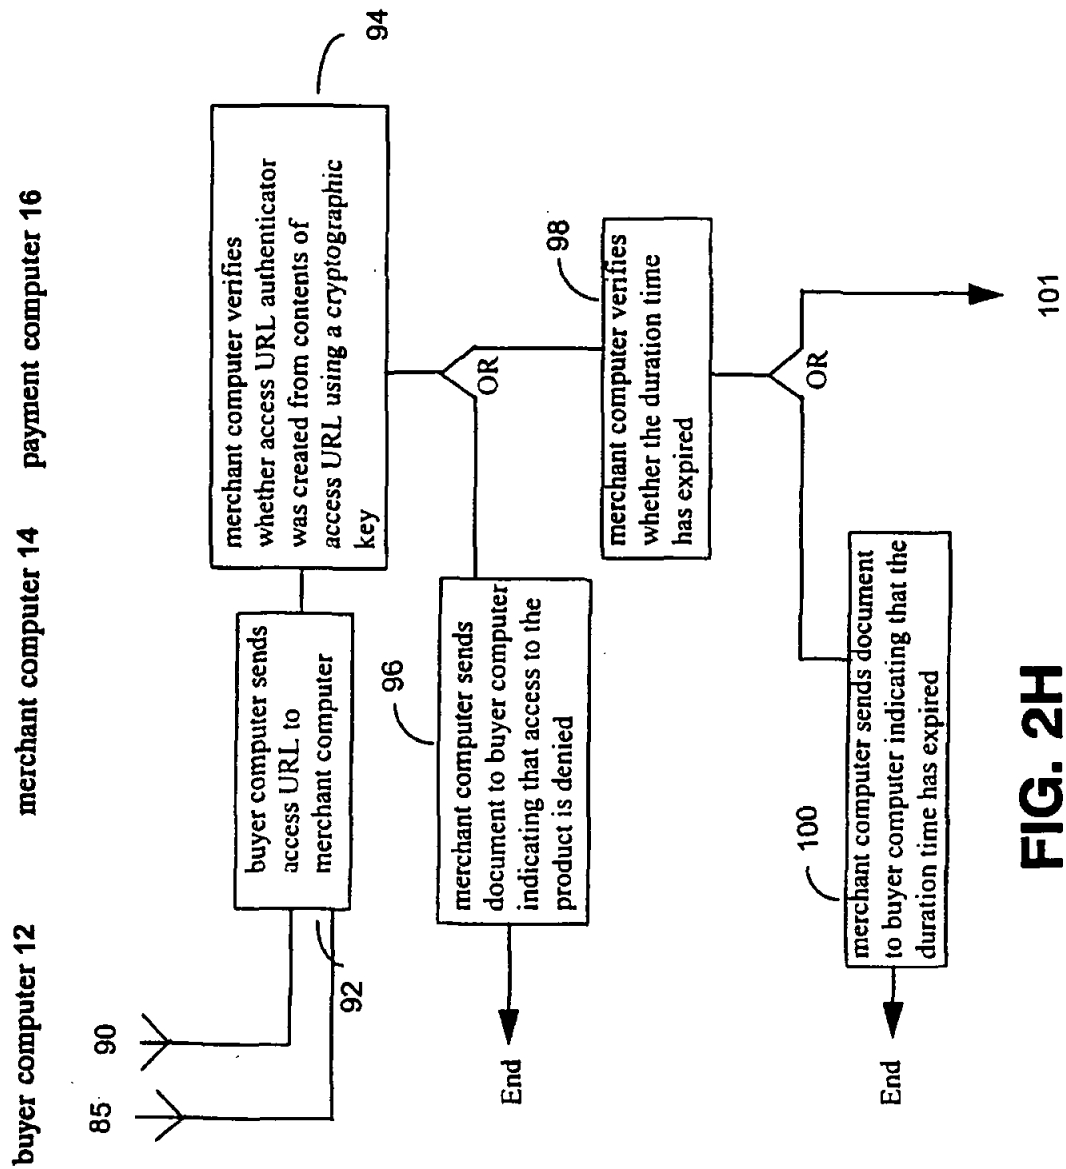 buyer computer 12
merchant computer 14
payment computer 16
85
90
92
buyer computer sends
access URL to
merchant computer
94
merchant computer verifies
whether access URL authenticator
was created from contents of
access URL using a cryptographic
key
OR
96
merchant computer sends
document to buyer computer
indicating that access to the
product is denied
End
98
merchant computer verifies
whether the duration time
has expired
OR
100
merchant computer sends document
to buyer computer indicating that the
duration time has expired
End
101
FIG. 2H